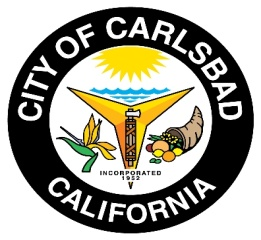 CITY OF CARLSBAD
INCORPORATED
1952
CALIFORNIA